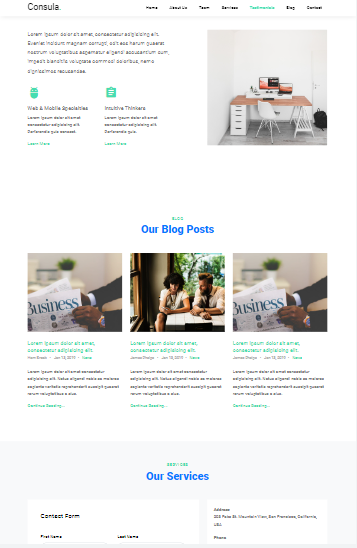 Consula.
Home About Us Team Services Testimonial Blog Contact
Lorem ipsum dolor sit amet, consectetur adipisicing elit.
Eveniet incidunt magnam corrupti, odit eos harum quaerat
nostrum voluptatibus aspernatur eligendi accusantium cum,
impedit blanditiis voluptate commodi doloribus, nemo
dignissimos recusandae.
Web & Mobile Specialties Intuitive Thinkers
Lorem ipsum dolor sit amet Lorem ipsum dolor sit amet
consectetur adipisicing elit. consectetur adipisicing elit.
Perferendis quis
Learn More Learn More
BLOG
Our Blog Posts
Business Business
Lorem ipsum dolor sit amet, Lorem ipsum dolor sit amet, Lorem ipsum dolor sit amet,
consectetur adipisicing elit. consectetur adipisicing elit. consectetur adipisicing elit.
Jan 18, 2019 • News James Jan 18, 2019 • News James Jan 18, 2019 • News
Lorem ipsum dolor sit amet consectetur Lorem ipsum dolor sit amet consectetur Lorem ipsum dolor sit amet consectetur
adipisicing elit. Natus eligendi nobis ea maiores adipisicing elit. Natus eligendi nobis ea maiores adipisicing elit. Natus eligendi nobis ea maiores
sapiente veritatis reprehenderit suscipit quaerat sapiente veritatis reprehenderit suscipit quaerat sapiente veritatis reprehenderit suscipit quaerat
rerum voluptatibus a eius. rerum voluptatibus a eius. rerum voluptatibus a eius.
Continue Reading... Continue Reading... Continue Reading...
SERVICES
Our Services
Contact Form
First Name Last Name
Address
203 Fake St. Mountain View, San Francisco, California,
USA
Phone